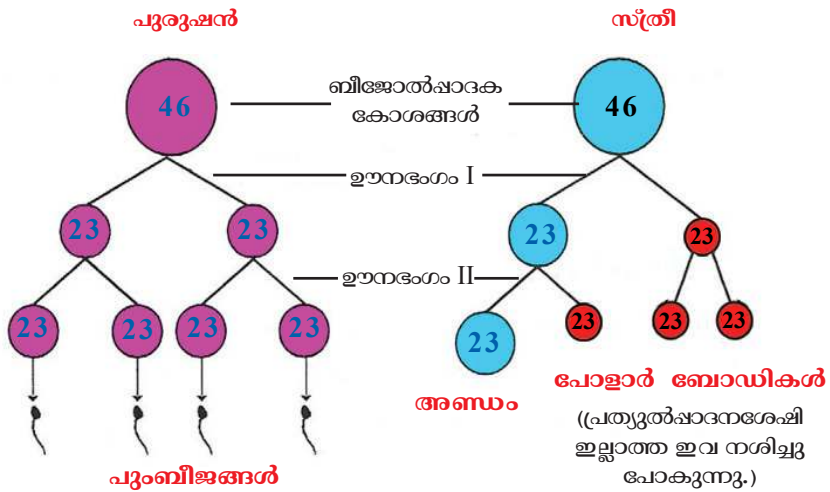 പുരുഷൻ
സ്ത്രീ
46
ബീജോൽപ്പാദക
കോശങ്ങൾ
46
ഊനഭംഗം I
23
23
23
23
ഊനഭംഗം II
23
23
23
23
23
23
23
23
അണ്ഡം
പോളാർ ബോഡികൾ
((പ്രത്യുൽപ്പാദനശേഷി
ഇല്ലാത്ത ഇവ നശിച്ചു
പോകുന്നു.)
പുംബീജങ്ങൾ